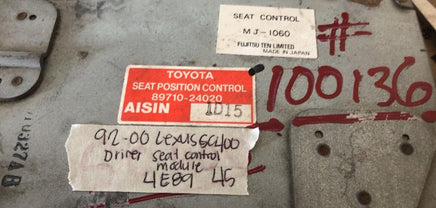 SEAT CONTROL
MJ-1060
FUJITSU TEN LIMITED
MADE IN JAPAN
#
TOYOTA
SEAT POSITION CONTROL
89710-24020
AISIN 1D15
100136
92-00 Lexus SC400
Driver seat control
module
4E89 45